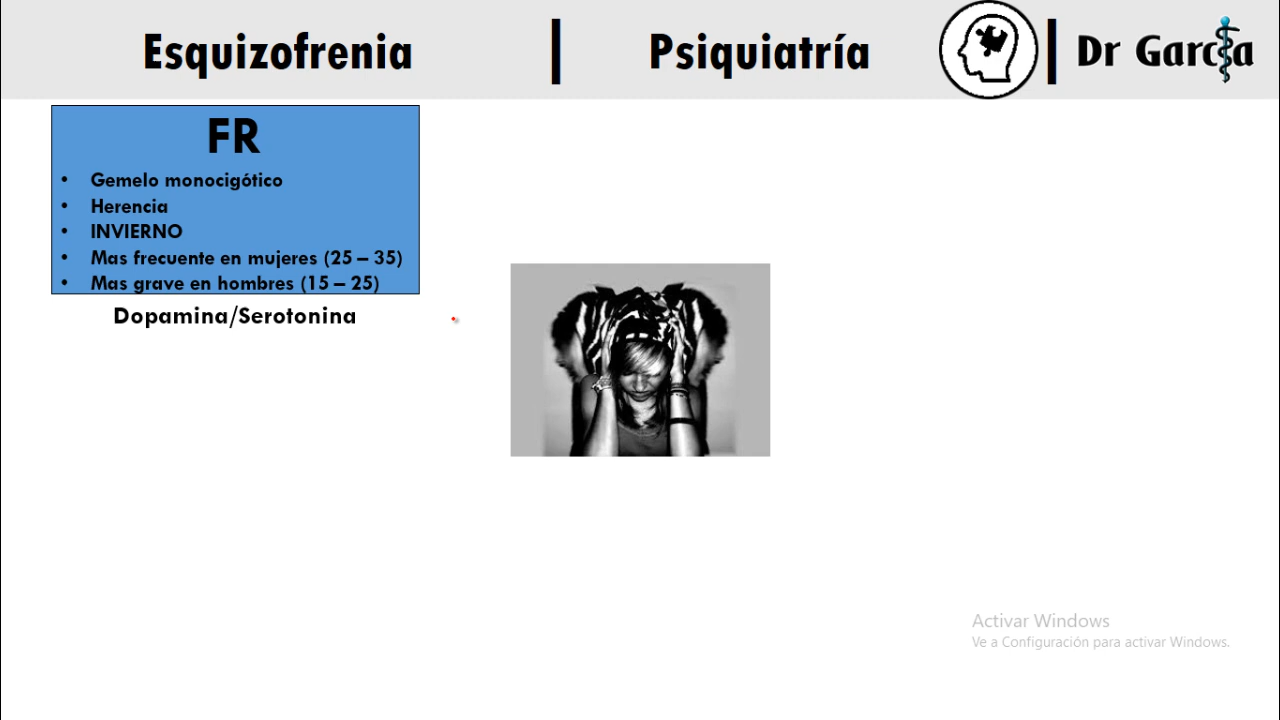 Esquizofrenia | Psiquiatría | Dr García
FR
• Gemelo monocigótico
• Herencia
• INVIERNO
• Mas frecuente en mujeres (25 – 35)
• Mas grave en hombres (15 – 25)
Dopamina/Serotonina
Activar Windows
Ve a Configuración para activar Windows.